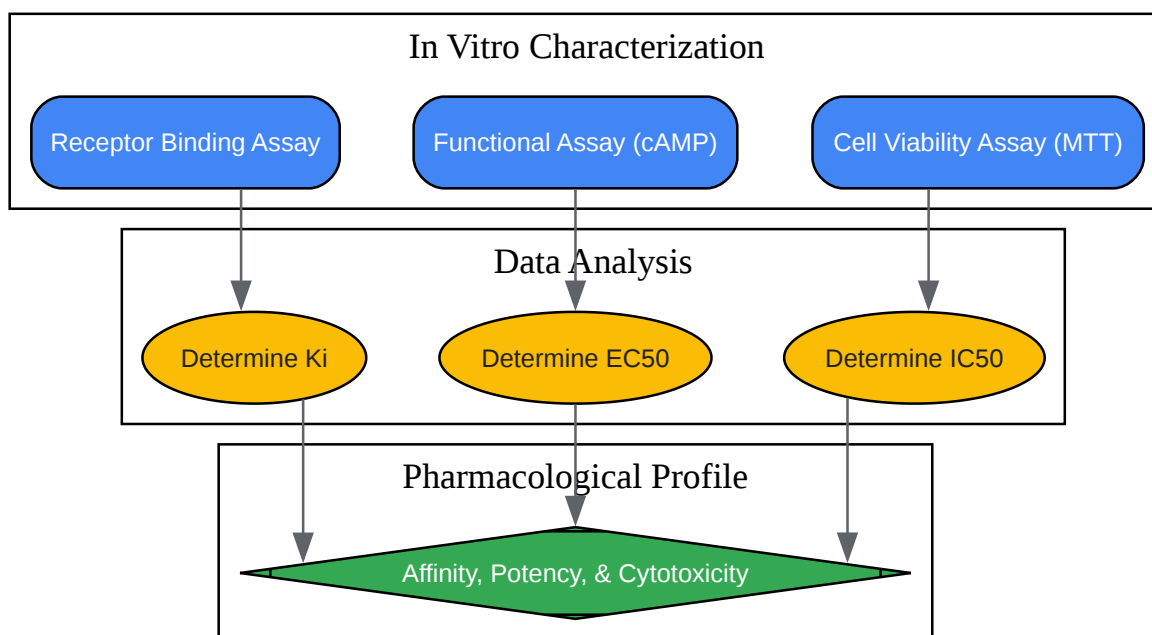 In Vitro Characterization
Receptor Binding Assay
Functional Assay (cAMP)
Cell Viability Assay (MTT)
Data Analysis
Determine Ki
Determine EC50
Determine IC50
Pharmacological Profile
Affinity, Potency, & Cytotoxicity